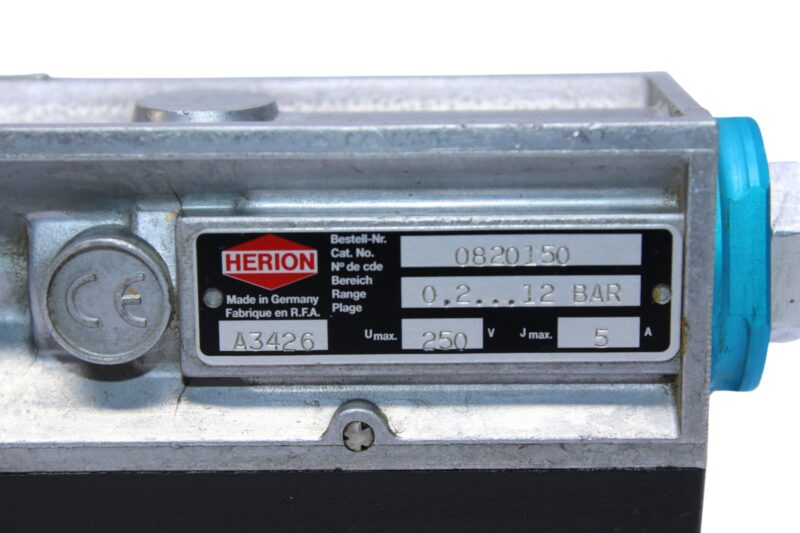 CE
HERION
Made in Germany
Fabrique en R.F.A.
A3426
Bestell-Nr.
Cat. No.
Nº de cde
0820150
Bereich
Range
Plage
0,2...12 BAR
Umax. 250 V Jmax. 5 A